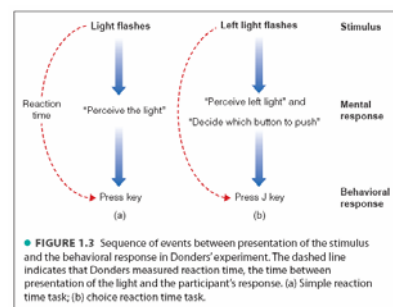 Light flashes
Left light flashes
Stimulus
Reaction
time
"Perceive the light"
"Perceive left light" and
"Decide which button to push"
Mental
response
Press key
Press J key
Behavioral
response
(a)
(b)
• FIGURE 1.3 Sequence of events between presentation of the stimulus
and the behavioral response in Donders' experiment. The dashed line
indicates that Donders measured reaction time, the time between
presentation of the light and the participant's response. (a) Simple reaction
time task; (b) choice reaction time task.